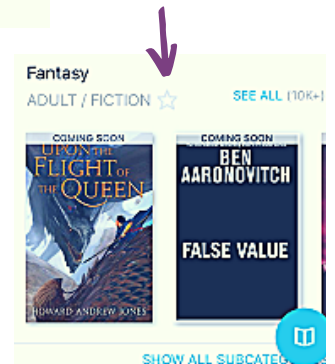 Fantasy
ADULT / FICTION
SEE ALL (10K+)
COMING SOON
UPON THE
FLIGHT OF
THE QUEEN
HOWARD ANDREW JONES
COMING SOON
BEN
AARONOVITCH
FALSE VALUE
SHOW ALL SUBCATEG